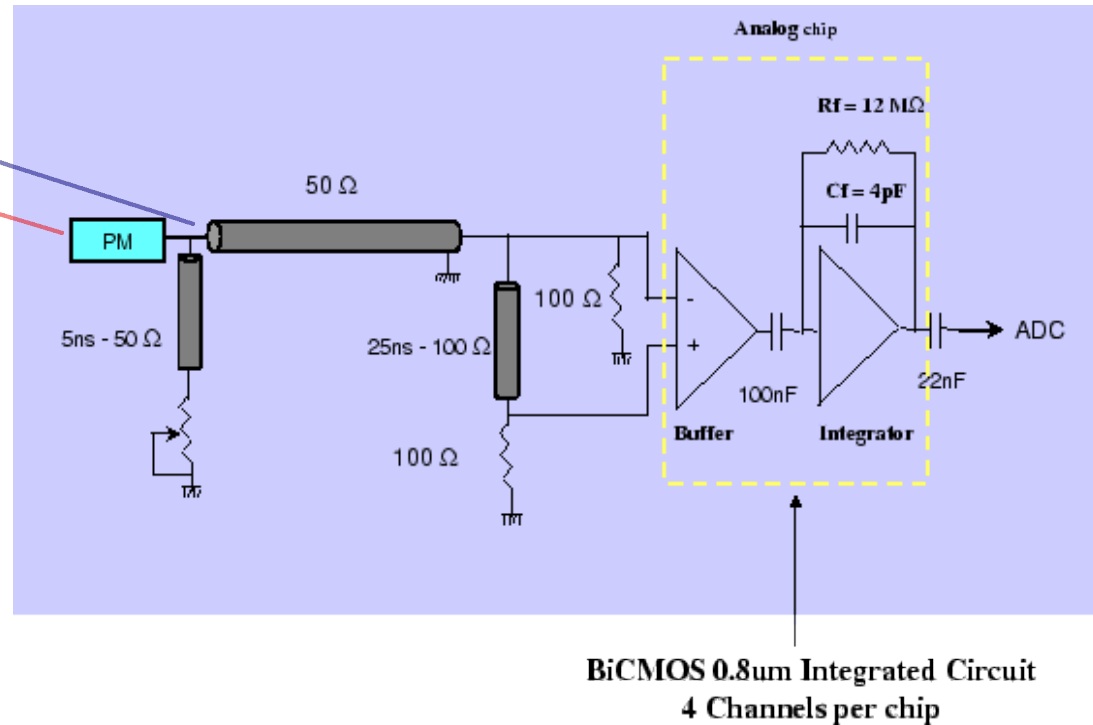 Analog chip
Rf = 12 MΩ
Cf = 4pF
50 Ω
PM
5ns - 50 Ω
25ns - 100 Ω
100 Ω
100 Ω
-
+
Buffer
100nF
Integrator
22nF
ADC
BiCMOS 0.8um Integrated Circuit
4 Channels per chip